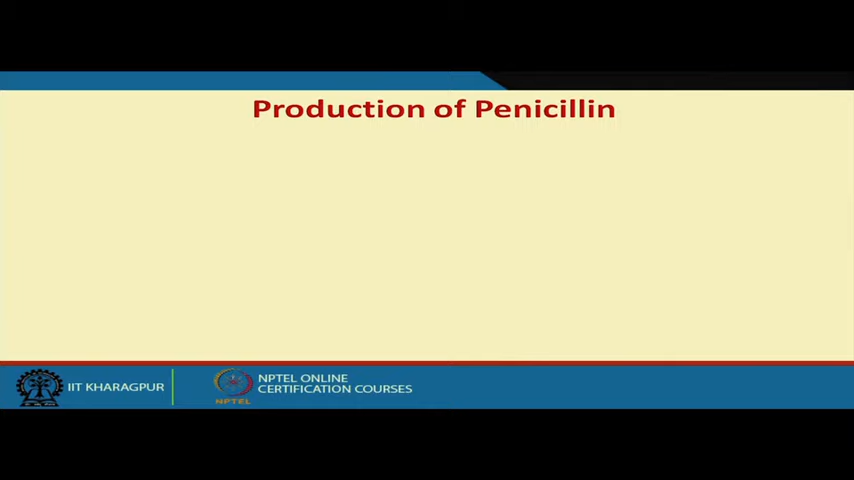 Production of Penicillin
IIT KHARAGPUR
NPTEL ONLINE
CERTIFICATION COURSES
NPTEL